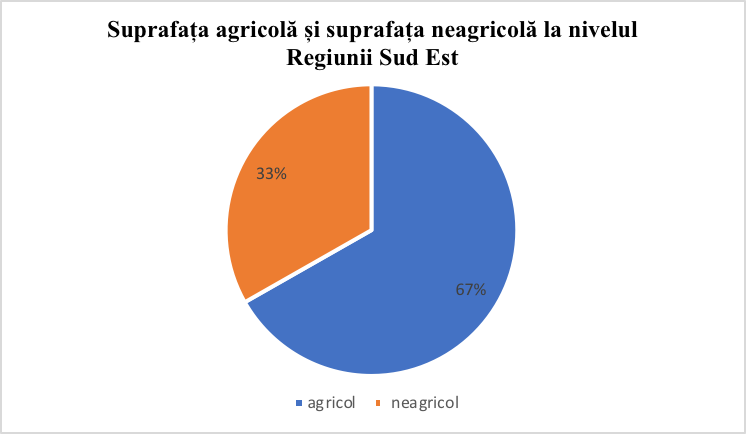 Suprafața agricolă și suprafața neagricolă la nivelul
Regiunii Sud Est
33%
67%
agricol neagricol